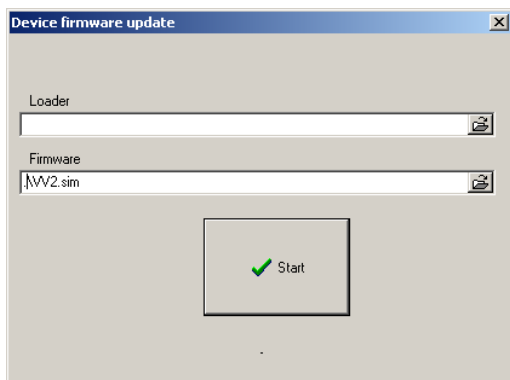 Device firmware update
Loader
Firmware
.\VV2.sim
Start
.